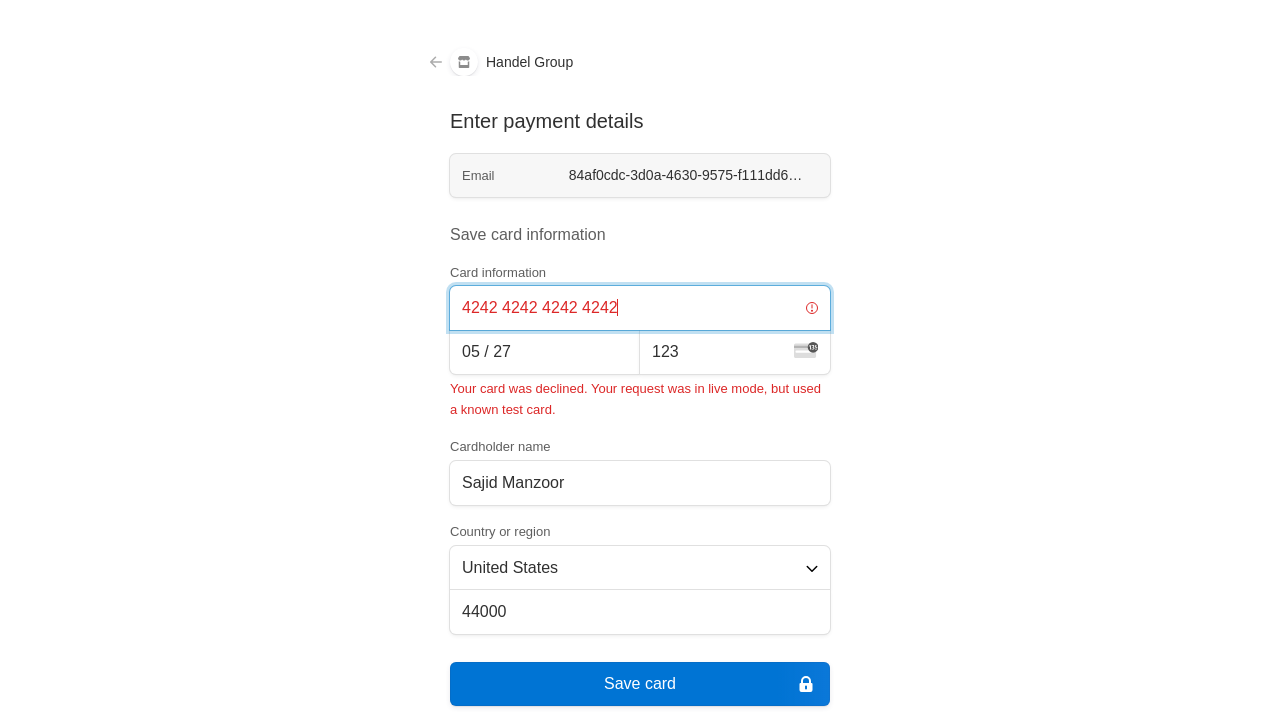 Handel Group
Enter payment details
Email 84af0cdc-3d0a-4630-9575-f111dd6…
Save card information
Card information
4242 4242 4242 4242
05 / 27 123
Your card was declined. Your request was in live mode, but used
a known test card.
Cardholder name
Sajid Manzoor
Country or region
United States
44000
Save card